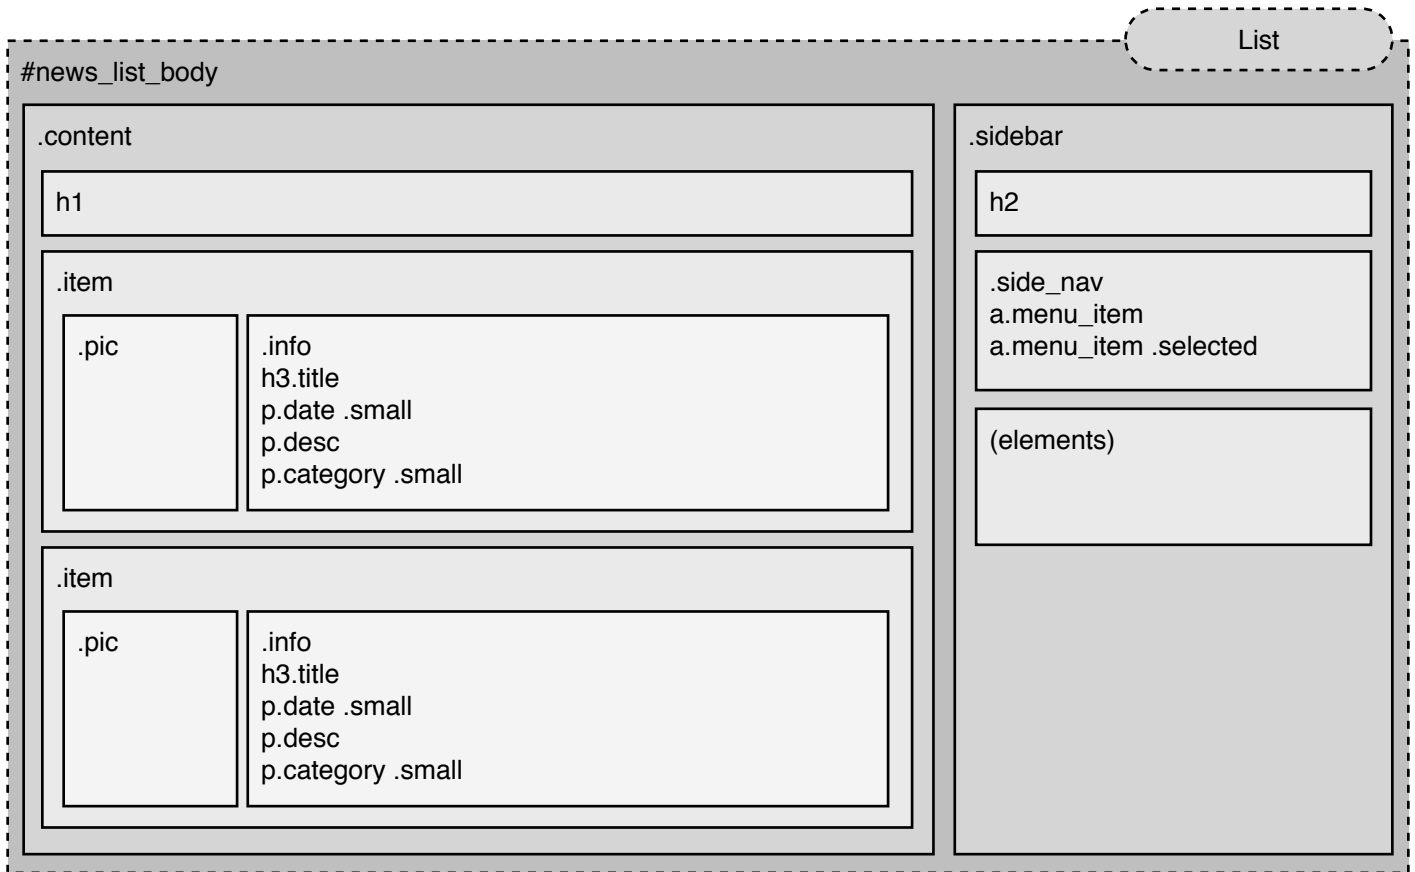 List
#news_list_body
.content
h1
.item
.pic
.info
h3.title
p.date .small
p.desc
p.category .small
.item
.pic
.info
h3.title
p.date .small
p.desc
p.category .small
.sidebar
h2
.side_nav
a.menu_item
a.menu_item .selected
(elements)